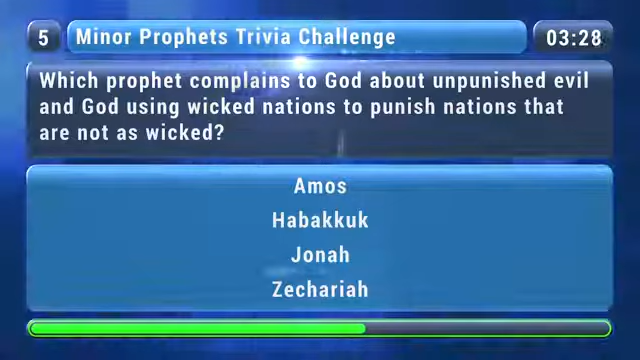 5
Minor Prophets Trivia Challenge
03:28
Which prophet complains to God about unpunished evil
and God using wicked nations to punish nations that
are not as wicked?
Amos
Habakkuk
Jonah
Zechariah